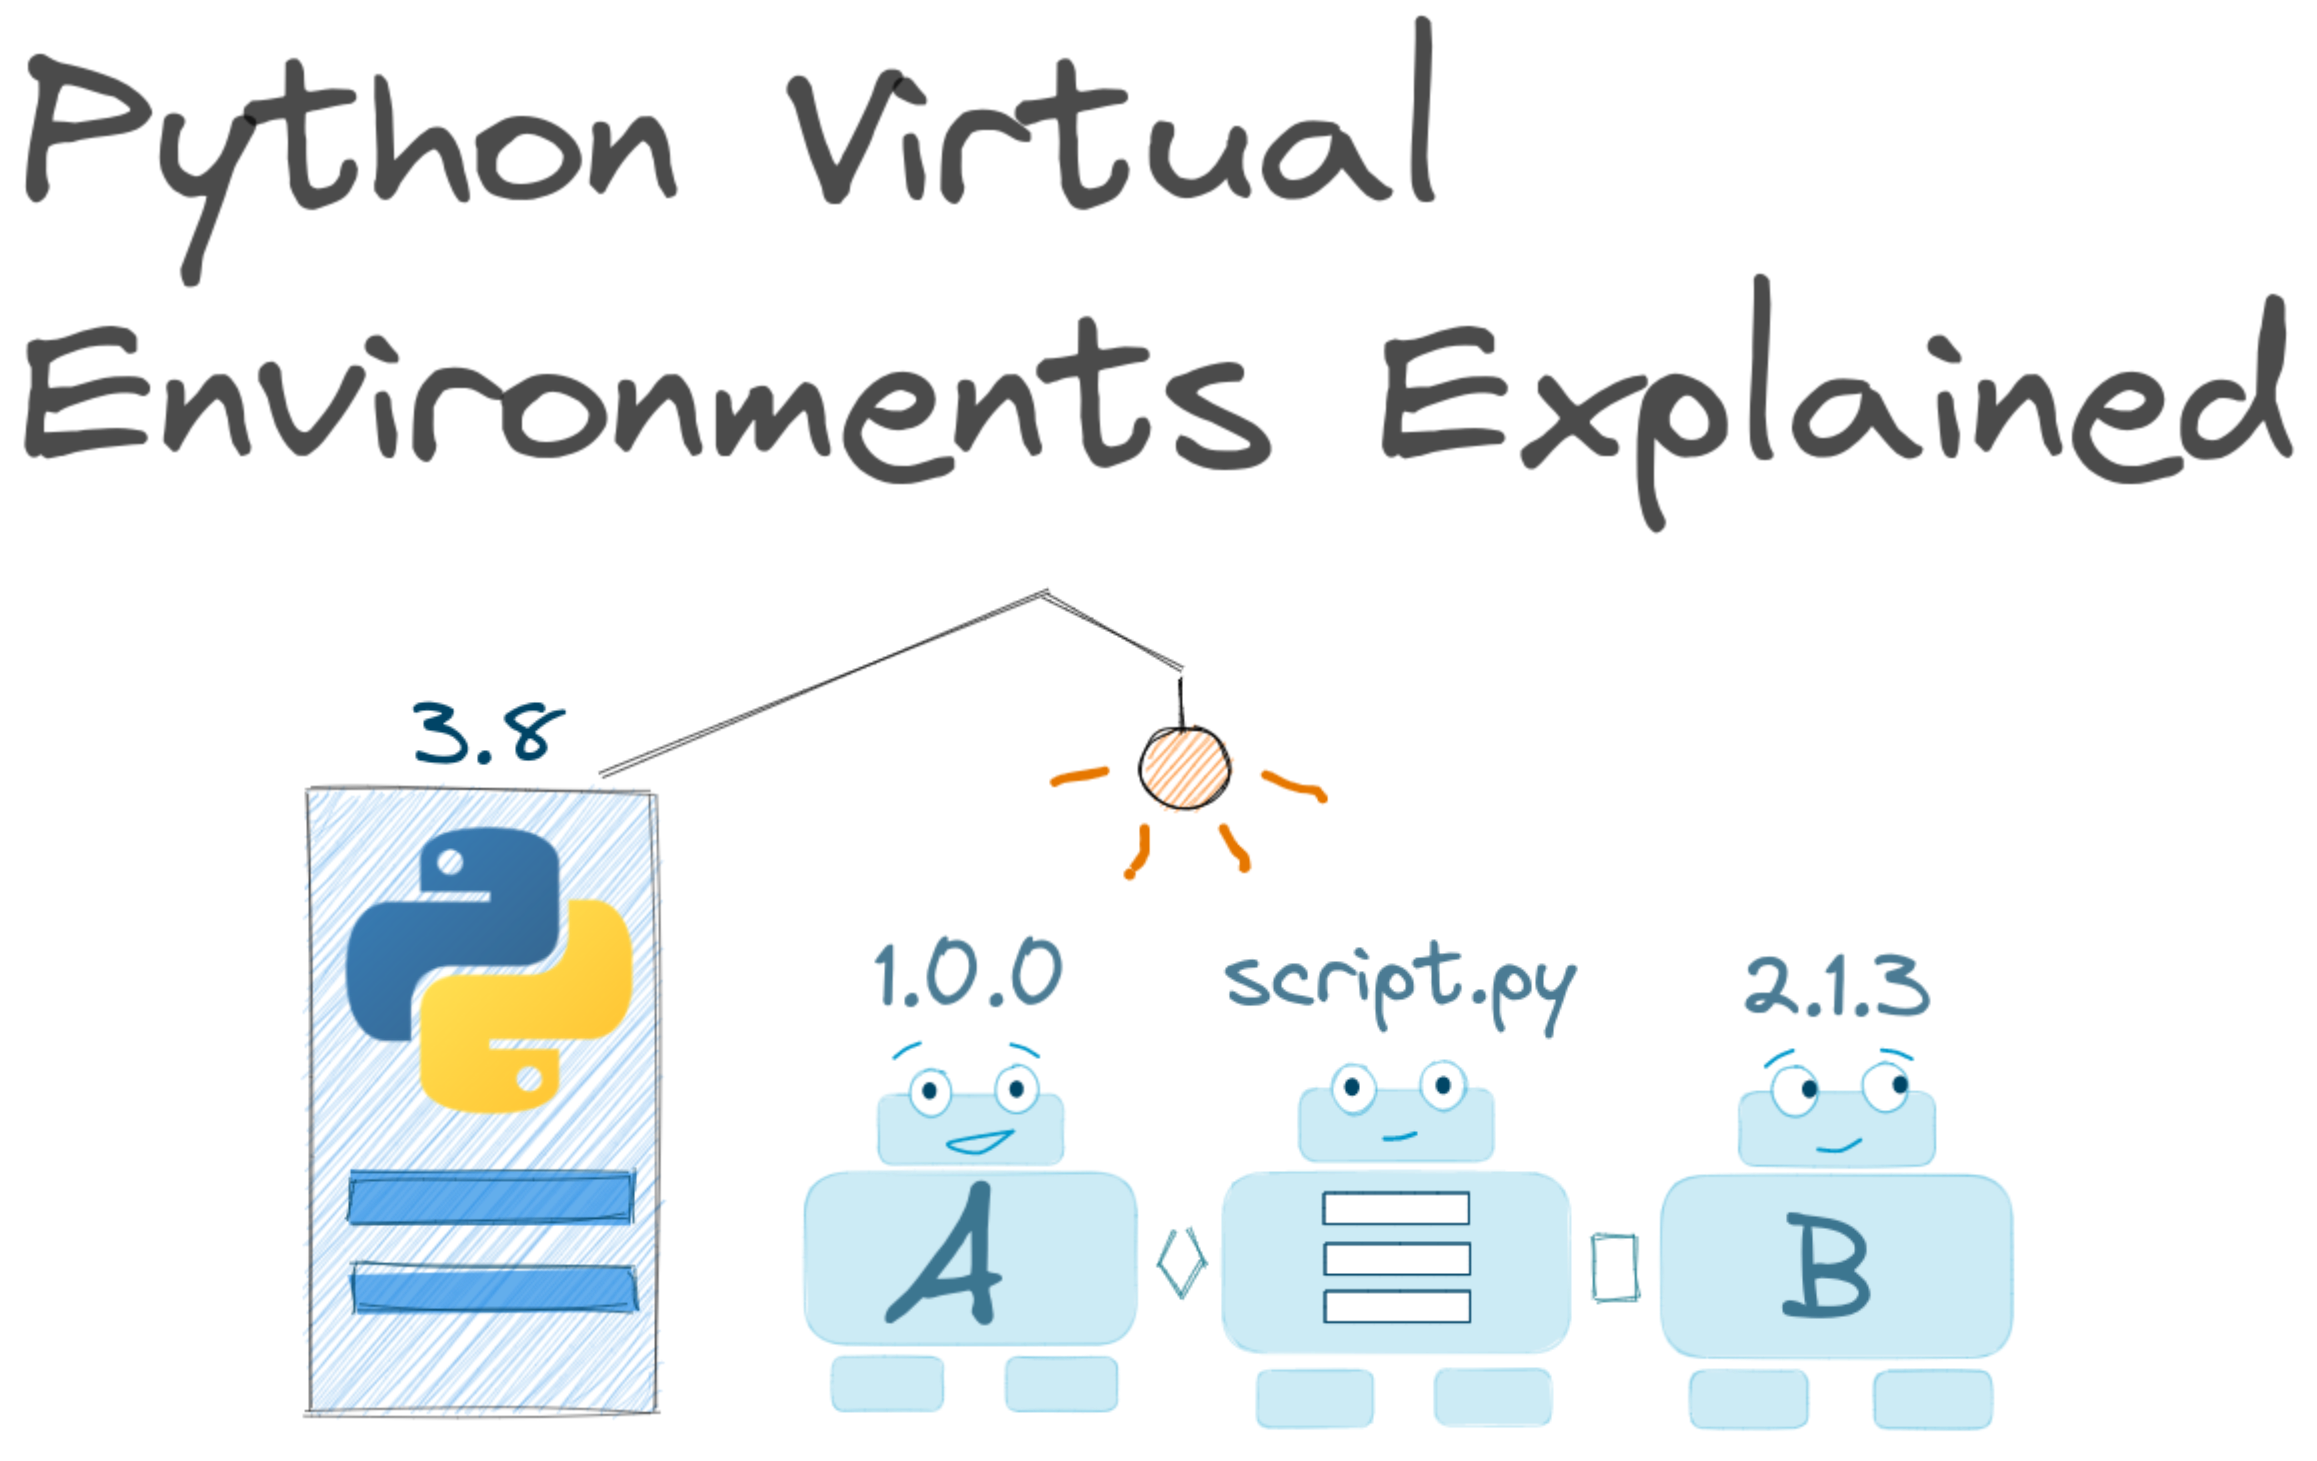 Python Virtual
Environments Explained
3.8
1.0.0
script.py
2.1.3
A
B